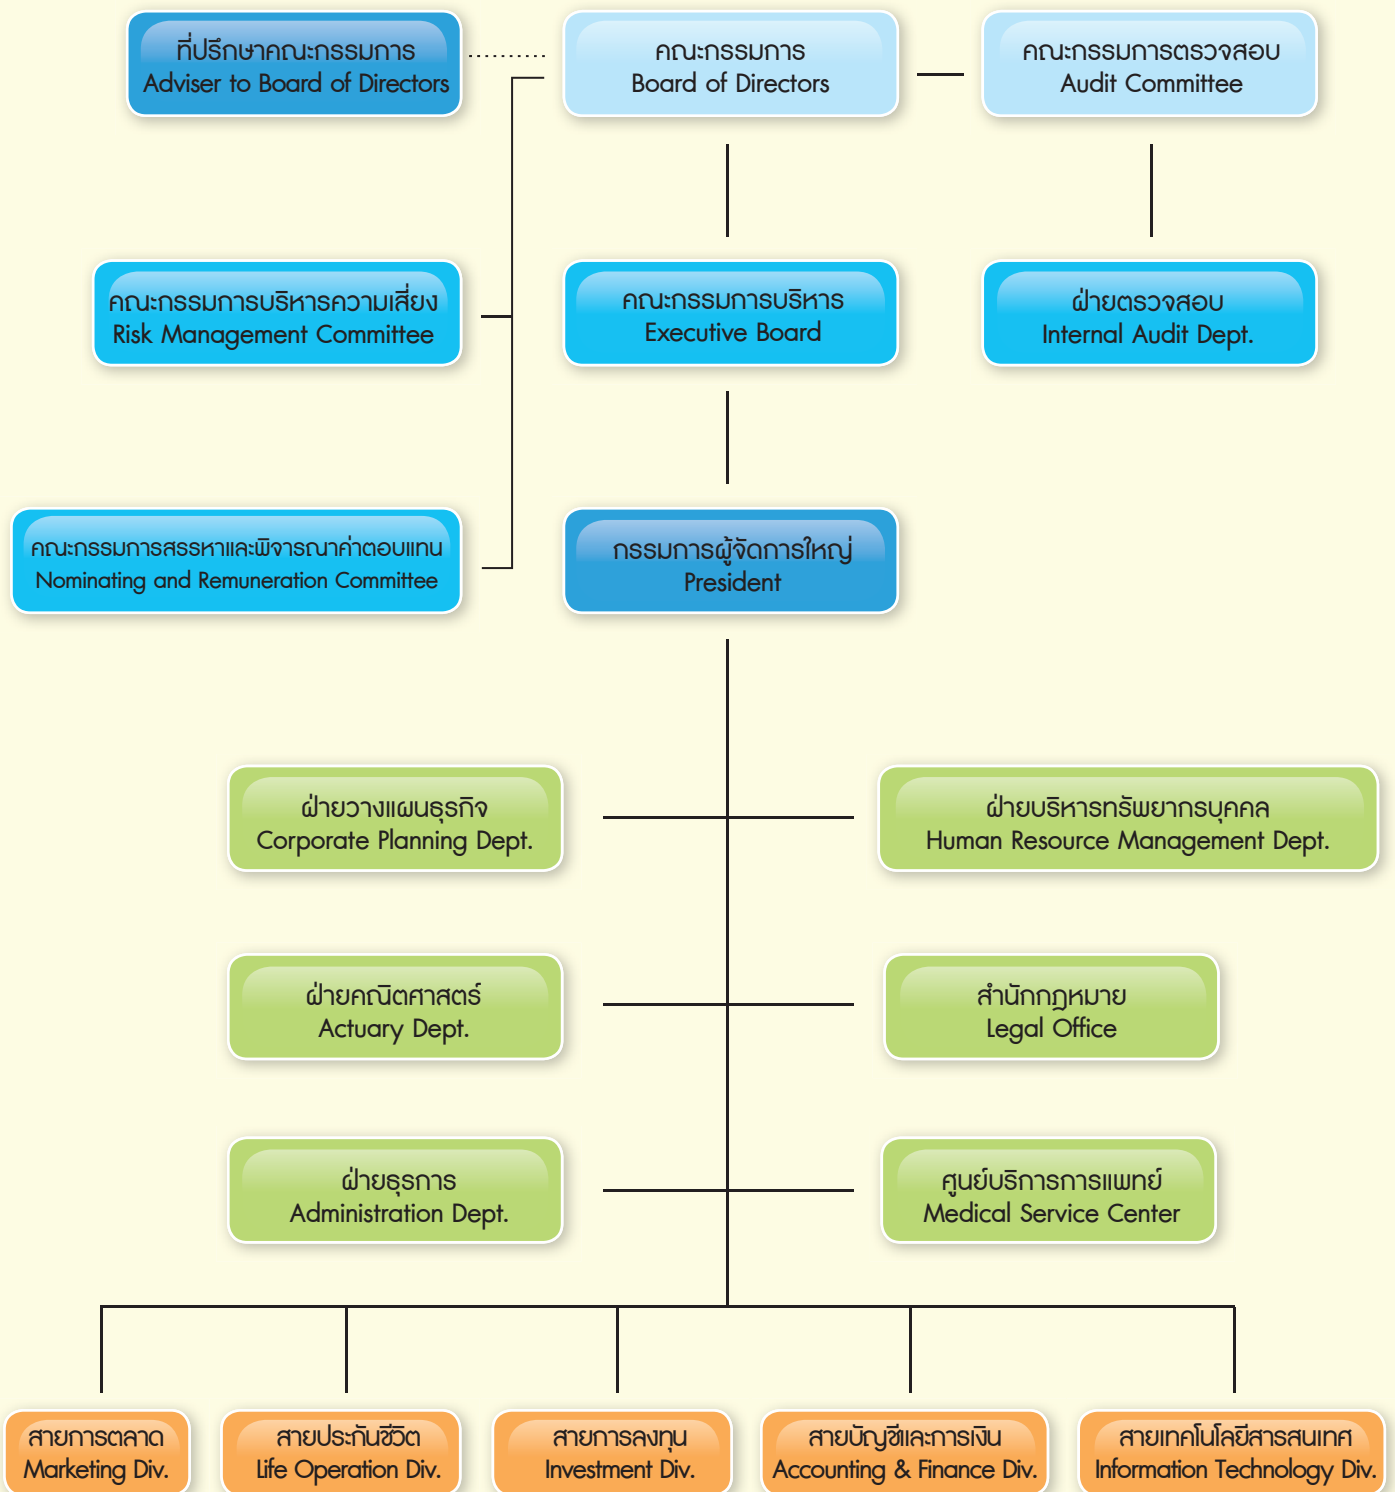 ที่ปรึกษาคณะกรรมการ
Adviser to Board of Directors
คณะกรรมการ
Board of Directors
คณะกรรมการตรวจสอบ
Audit Committee
คณะกรรมการบริหารความเสี่ยง
Risk Management Committee
คณะกรรมการบริหาร
Executive Board
ฝ่ายตรวจสอบ
Internal Audit Dept.
คณะกรรมการสรรหาและพิจารณาค่าตอบแทน
Nominating and Remuneration Committee
กรรมการผู้จัดการใหญ่
President
ฝ่ายวางแผนธุรกิจ
Corporate Planning Dept.
ฝ่ายบริหารทรัพยากรบุคคล
Human Resource Management Dept.
ฝ่ายคณิตศาสตร์
Actuary Dept.
สำนักกฎหมาย
Legal Office
ฝ่ายธุรการ
Administration Dept.
ศูนย์บริการการแพทย์
Medical Service Center
สายการตลาด
Marketing Div.
สายประกันชีวิต
Life Operation Div.
สายการลงทุน
Investment Div.
สายบัญชีและการเงิน
Accounting & Finance Div.
สายเทคโนโลยีสารสนเทศ
Information Technology Div.